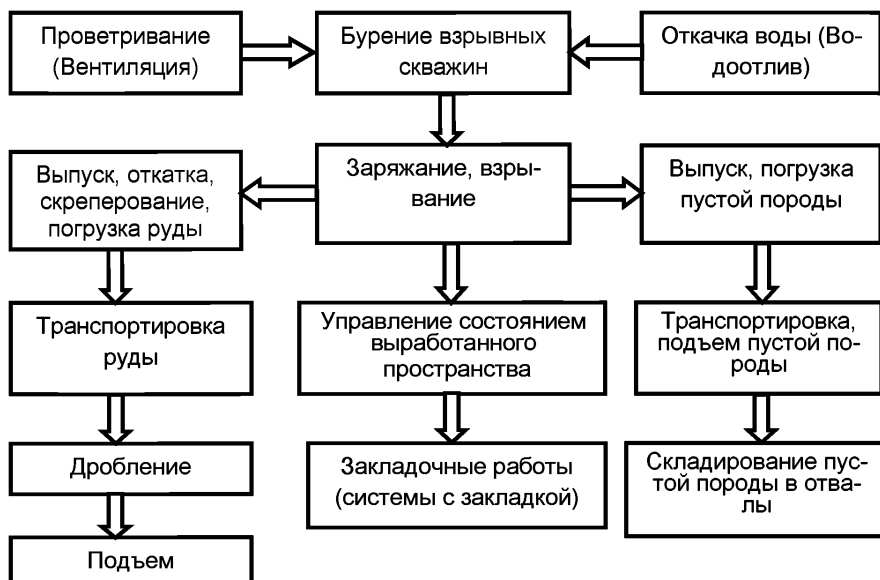 Проветривание
(Вентиляция)
Бурение взрывных
скважин
Откачка воды (Во-
доотлив)
Выпуск, откатка,
скреперование,
погрузка руды
Заряжание, взры-
вание
Выпуск, погрузка
пустой породы
Транспортировка
руды
Управление состоянием
выработанного
пространства
Транспортировка,
подъем пустой по-
роды
Дробление
Закладочные работы
(системы с закладкой)
Складирование пус-
той породы в отва-
лы
Подъем